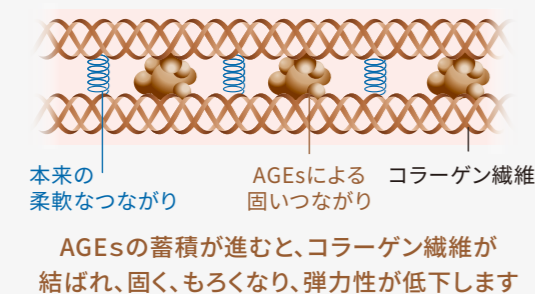 本来の
柔軟なつながり
AGEsによる
固いつながり
コラーゲン繊維
AGEsの蓄積が進むと、コラーゲン繊維が
結ばれ、固く、もろくなり、弾力性が低下します